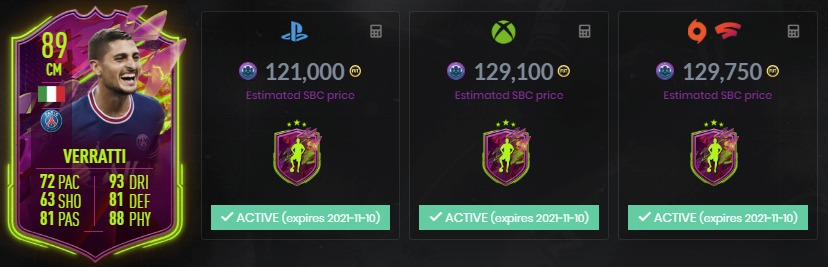 89
CM
VERRATTI
72 PAC
63 SHO
81 PAS
93 DRI
81 DEF
88 PHY
121,000
Estimated SBC price
✓ ACTIVE (expires 2021-11-10)
129,100
Estimated SBC price
✓ ACTIVE (expires 2021-11-10)
129,750
Estimated SBC price
✓ ACTIVE (expires 2021-11-10)